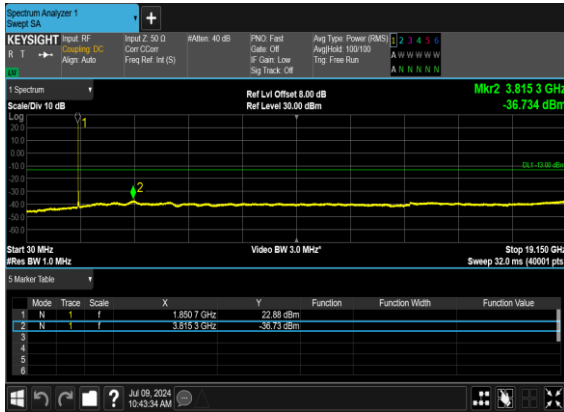 Spectrum Analyzer 1
Swept SA
+
KEYSIGHT Input: RF Input Z: 50 Ω #Atten: 40 dB PNO: Fast Avg Type: Power (RMS) 1 2 3 4 5 6
R T Coupling: DC Corr CCorr Gate: Off Avg|Hold: 100/100 A W W W W W
Align: Auto Freq Ref: Int (S) IF Gain: Low Trig: Free Run
Sig Track: Off A N N N N N
LXI
1 Spectrum Ref Lvl Offset 8.00 dB Mkr2 3.815 3 GHz
Scale/Div 10 dB Ref Level 30.00 dBm -36.734 dBm
Log
1
20.0
10.0
0.00
-10.0
DL1 -13.00 dBm
-20.0
-30.0
2
-40.0
-50.0
-60.0
Start 30 MHz Video BW 3.0 MHz* Stop 19.150 GHz
#Res BW 1.0 MHz Sweep 32.0 ms (40001 pts)
5 Marker Table
Mode Trace Scale X Y Function Function Width Function Value
1 N 1 f 1.850 7 GHz 22.88 dBm
2 N 1 f 3.815 3 GHz -36.73 dBm
3
4
5
6
? Jul 09, 2024
10:43:34 AM